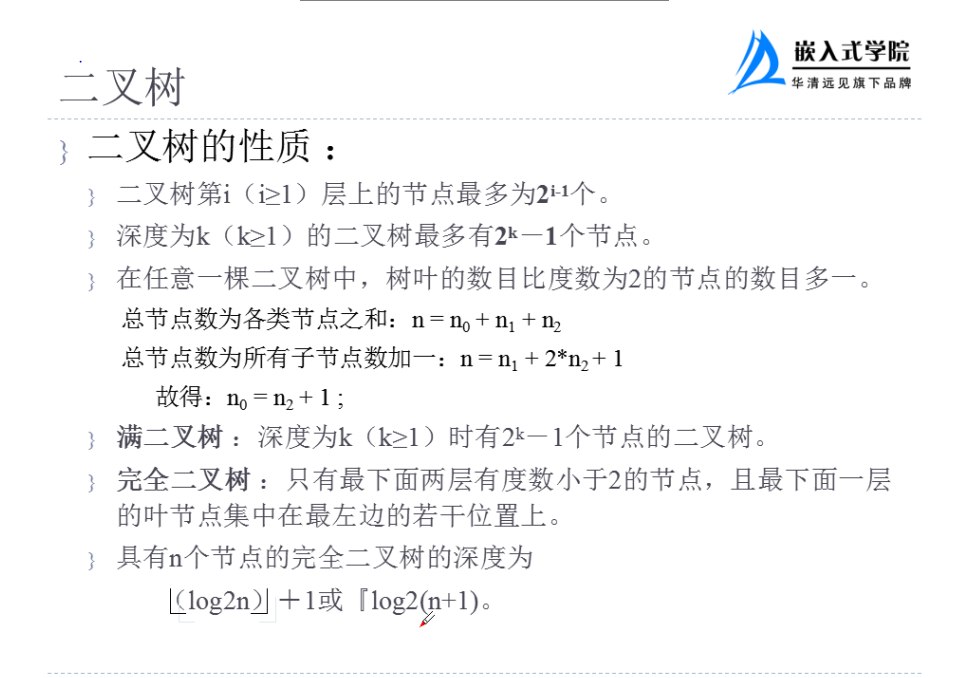 嵌入式学院
华清远见旗下品牌
二叉树
二叉树的性质：
二叉树第i（i≥1）层上的节点最多为2ⁱ⁻¹个。
深度为k（k≥1）的二叉树最多有2ᵏ－1个节点。
在任意一棵二叉树中，树叶的数目比度数为2的节点的数目多一。
总节点数为各类节点之和：n = n₀ + n₁ + n₂
总节点数为所有子节点数加一：n = n₁ + 2*n₂ + 1
故得：n₀ = n₂ + 1 ;
满二叉树 ：深度为k（k≥1）时有2ᵏ－1个节点的二叉树。
完全二叉树 ：只有最下面两层有度数小于2的节点，且最下面一层
的叶节点集中在最左边的若干位置上。
具有n个节点的完全二叉树的深度为
⌊（log2n）⌋＋1或『log2(n+1)。